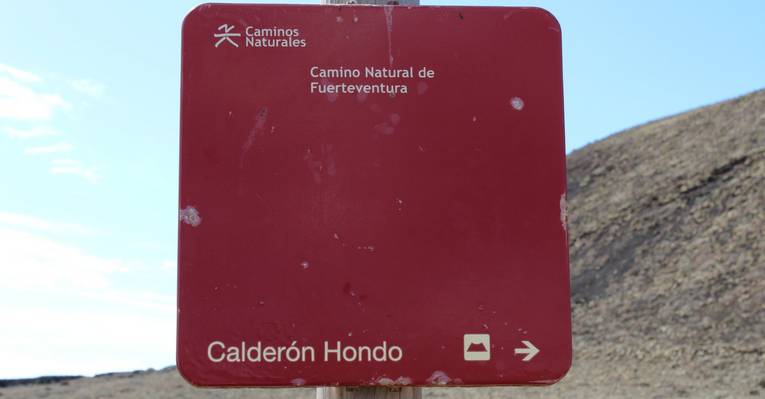 Caminos
Naturales
Camino Natural de
Fuerteventura
Calderón Hondo